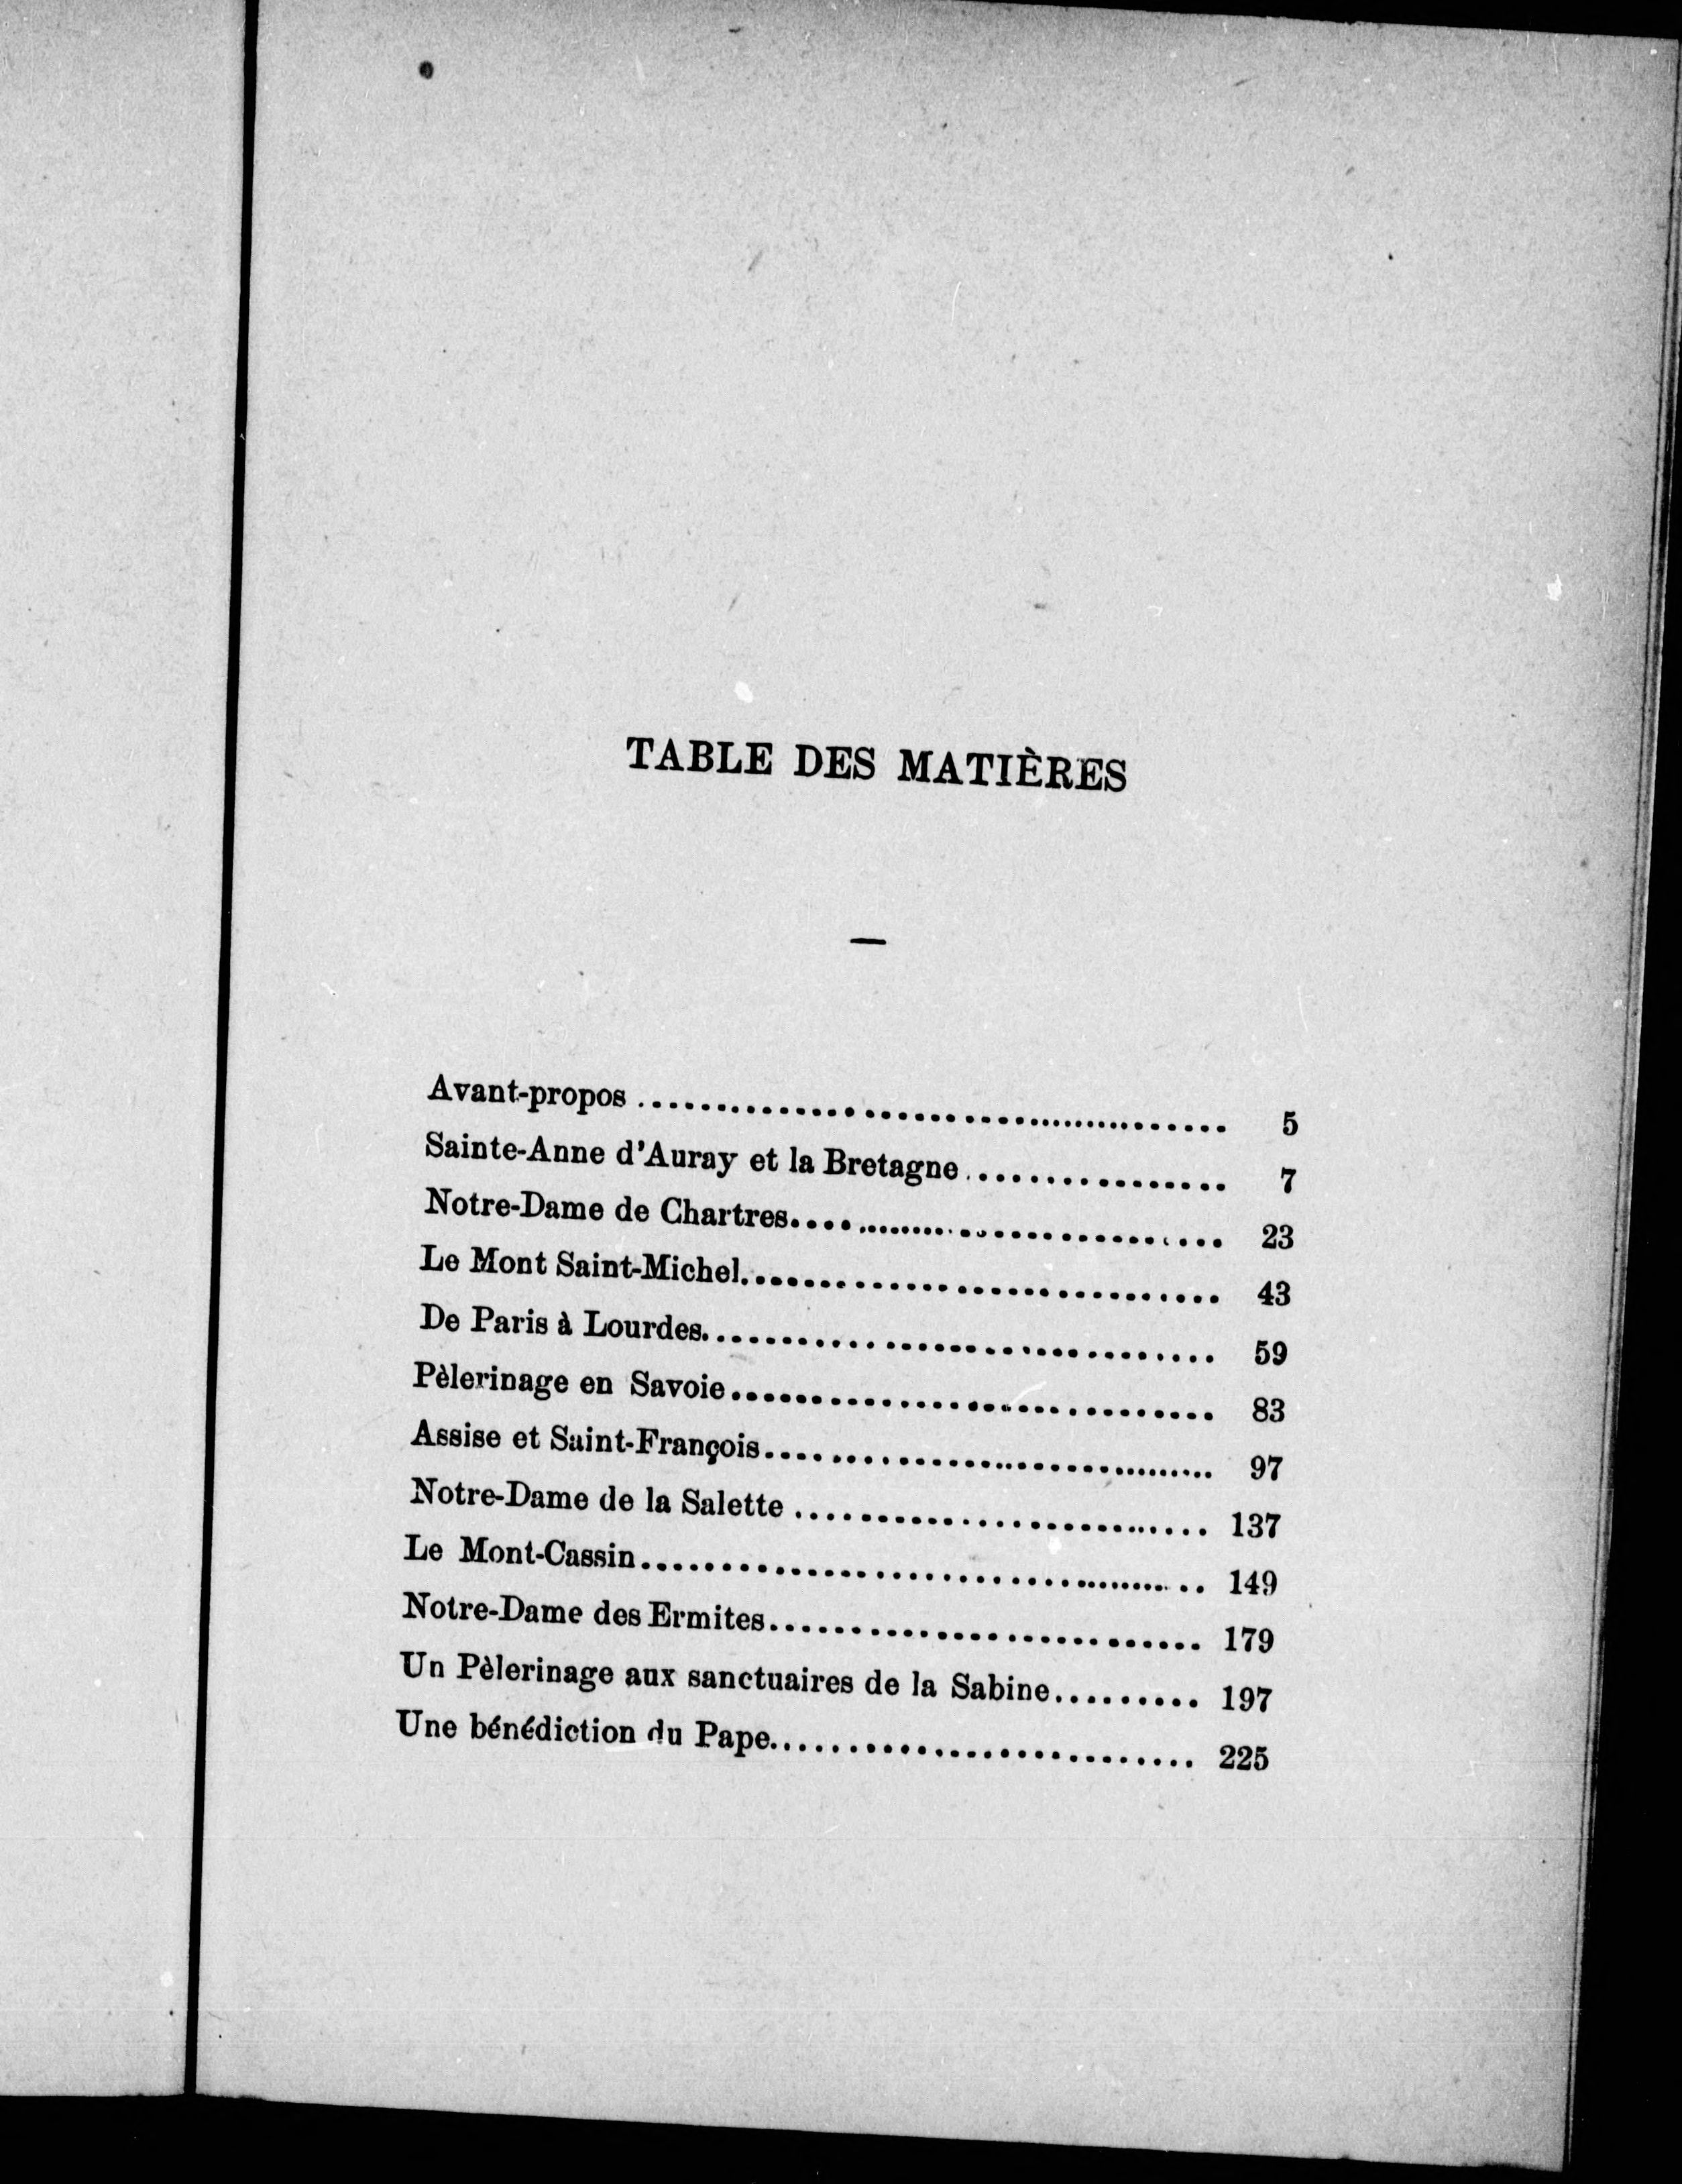 TABLE DES MATIÈRES
—
Avant-propos ........................................ 5
Sainte-Anne d'Auray et la Bretagne ................ 7
Notre-Dame de Chartres............................ 23
Le Mont Saint-Michel.............................. 43
De Paris à Lourdes................................ 59
Pèlerinage en Savoie.............................. 83
Assise et Saint-François.......................... 97
Notre-Dame de la Salette ......................... 137
Le Mont-Cassin.................................... 149
Notre-Dame des Ermites............................ 179
Un Pèlerinage aux sanctuaires de la Sabine......... 197
Une bénédiction du Pape........................... 225